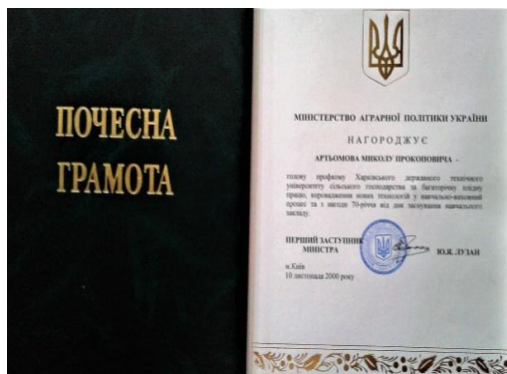 ПОЧЕСНА
ГРАМОТА
МІНІСТЕРСТВО АГРАРНОЇ ПОЛІТИКИ УКРАЇНИ
НАГОРОДЖУЄ
АРТЬОМОВА МИКОЛУ ПРОКОПОВИЧА -
голову профкому Харківського державного технічного
університету сільського господарства за багаторічну плідну
працю, впровадження нових технологій у навчально-виховний
процес та з нагоди 70-річчя від дня заснування навчального
закладу.
ПЕРШИЙ ЗАСТУПНИК
МІНІСТРА
Ю.Я. ЛУЗАН
м.Київ
10 листопада 2000 року